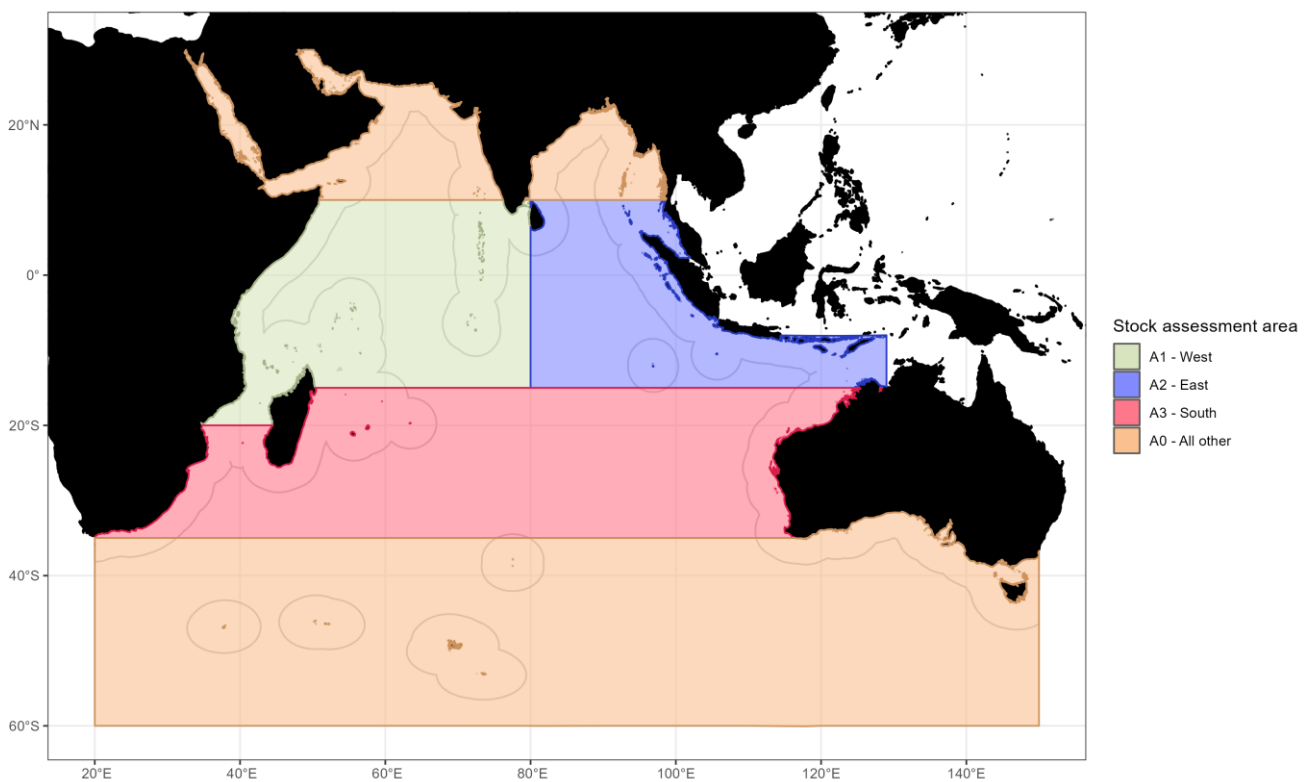 20°N
0°
20°S
40°S
60°S
20°E
40°E
60°E
80°E
100°E
120°E
140°E
Stock assessment area
A1 - West
A2 - East
A3 - South
A0 - All other